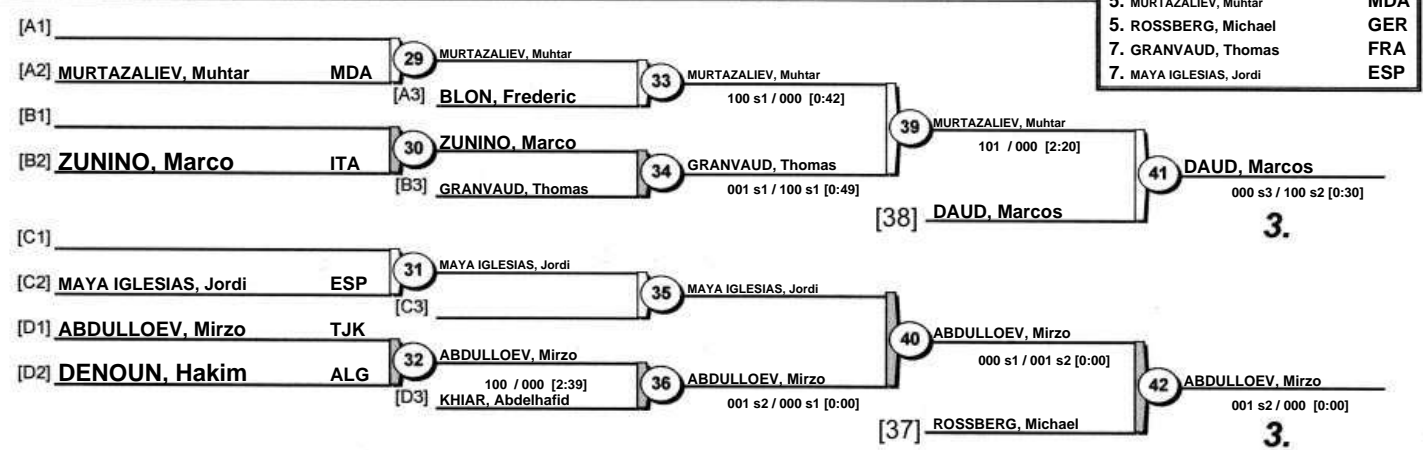 5. MURTAZALIEV, Muhtar MDA
5. ROSSBERG, Michael GER
7. GRANVAUD, Thomas FRA
7. MAYA IGLESIAS, Jordi ESP
[A1]
[A2] MURTAZALIEV, Muhtar MDA
29
MURTAZALIEV, Muhtar
[A3] BLON, Frederic
33
MURTAZALIEV, Muhtar
100 s1 / 000 [0:42]
[B1]
[B2] ZUNINO, Marco ITA
30
ZUNINO, Marco
[B3] GRANVAUD, Thomas
34
GRANVAUD, Thomas
001 s1 / 100 s1 [0:49]
39
MURTAZALIEV, Muhtar
101 / 000 [2:20]
[38] DAUD, Marcos
41
DAUD, Marcos
000 s3 / 100 s2 [0:30]
3.
[C1]
[C2] MAYA IGLESIAS, Jordi ESP
31
MAYA IGLESIAS, Jordi
[C3]
35
MAYA IGLESIAS, Jordi
[D1] ABDULLOEV, Mirzo TJK
[D2] DENOUN, Hakim ALG
32
ABDULLOEV, Mirzo
100 / 000 [2:39]
[D3] KHIAR, Abdelhafid
36
ABDULLOEV, Mirzo
001 s2 / 000 s1 [0:00]
40
ABDULLOEV, Mirzo
000 s1 / 001 s2 [0:00]
[37] ROSSBERG, Michael
42
ABDULLOEV, Mirzo
001 s2 / 000 [0:00]
3.